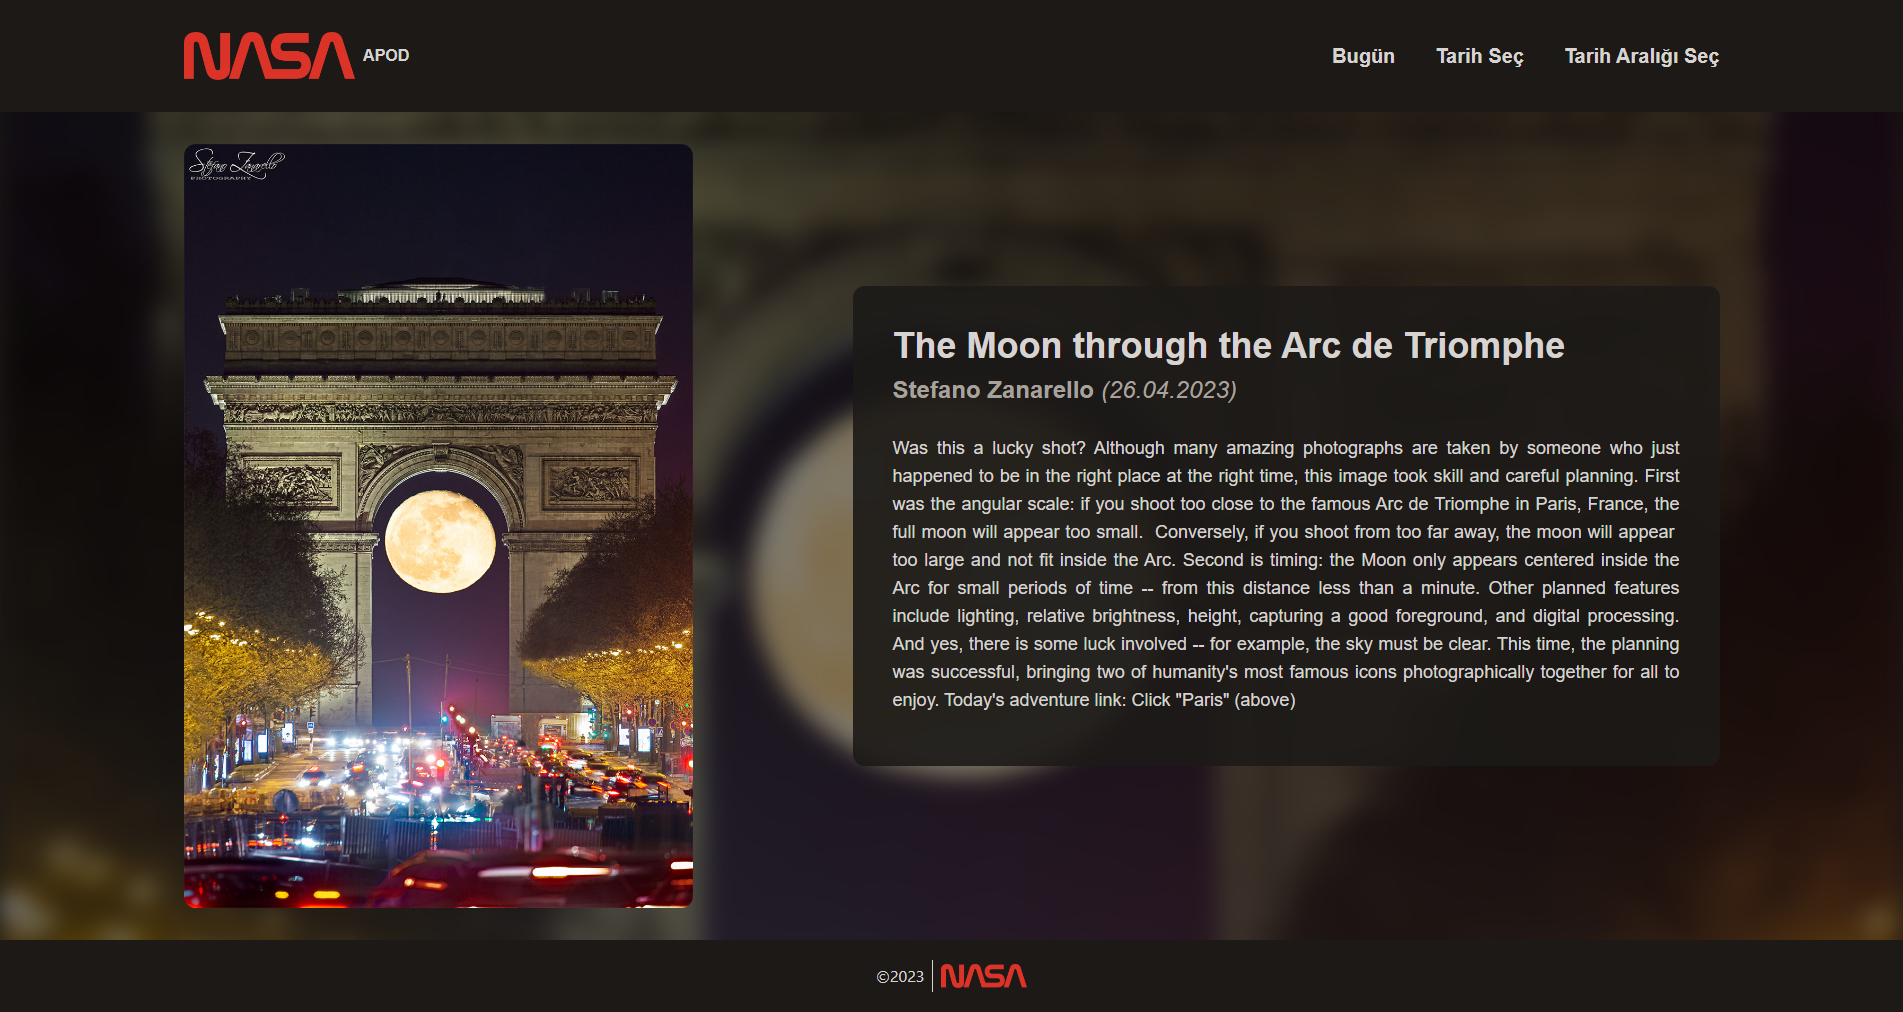 NASA APOD
Bugün Tarih Seç Tarih Aralığı Seç
Stefano Zanarello
PHOTOGRAPHY
The Moon through the Arc de Triomphe
Stefano Zanarello (26.04.2023)
Was this a lucky shot? Although many amazing photographs are taken by someone who just
happened to be in the right place at the right time, this image took skill and careful planning. First
was the angular scale: if you shoot too close to the famous Arc de Triomphe in Paris, France, the
full moon will appear too small.  Conversely, if you shoot from too far away, the moon will appear
too large and not fit inside the Arc. Second is timing: the Moon only appears centered inside the
Arc for small periods of time -- from this distance less than a minute. Other planned features
include lighting, relative brightness, height, capturing a good foreground, and digital processing.
And yes, there is some luck involved -- for example, the sky must be clear. This time, the planning
was successful, bringing two of humanity's most famous icons photographically together for all to
enjoy. Today's adventure link: Click "Paris" (above)
©2023 NASA